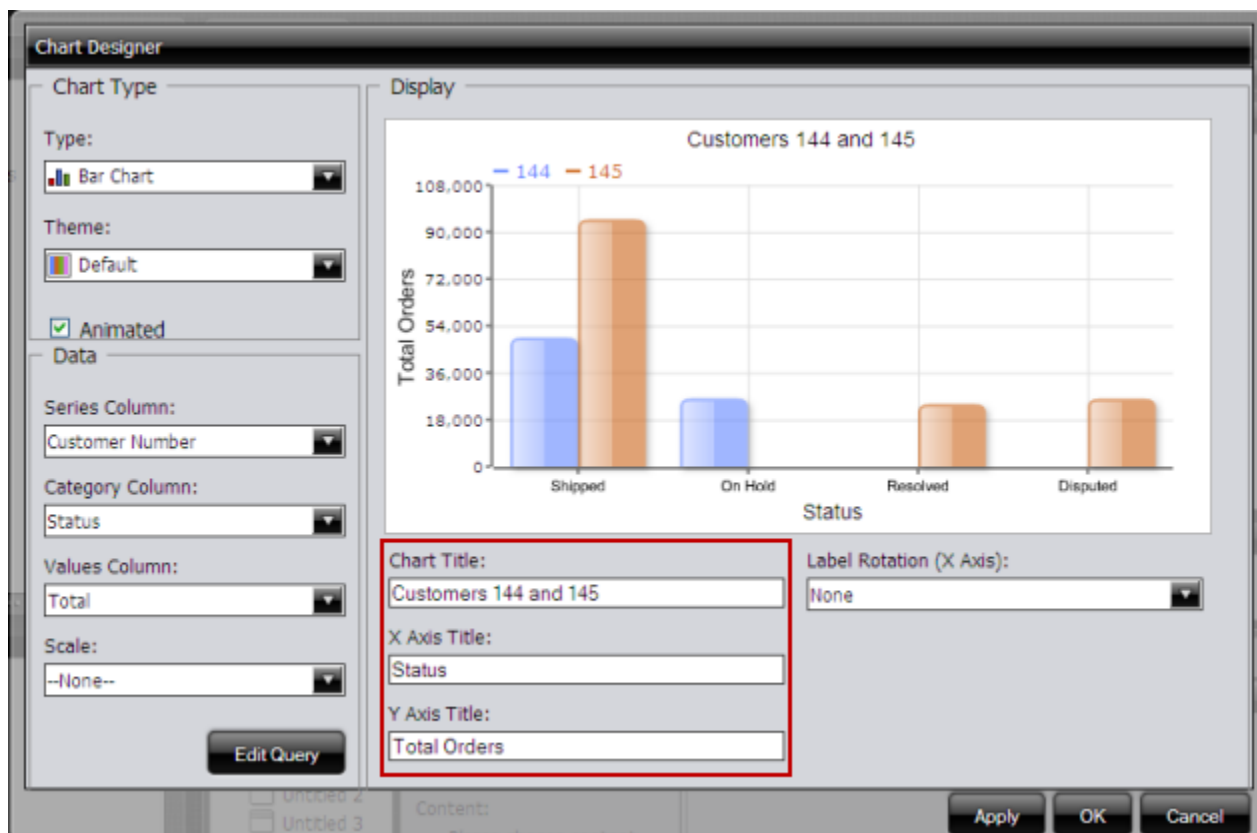 Chart Designer
Chart Type
Type:
Bar Chart
Theme:
Default
Animated
Data
Series Column:
Customer Number
Category Column:
Status
Values Column:
Total
Scale:
--None--
Edit Query
Display
Customers 144 and 145
144 145
108,000
90,000
72,000
54,000
36,000
18,000
0
Total Orders
Shipped On Hold Resolved Disputed
Status
Chart Title:
Customers 144 and 145
X Axis Title:
Status
Y Axis Title:
Total Orders
Label Rotation (X Axis):
None
Untitled 2
Untitled 3
Content:
Apply OK Cancel